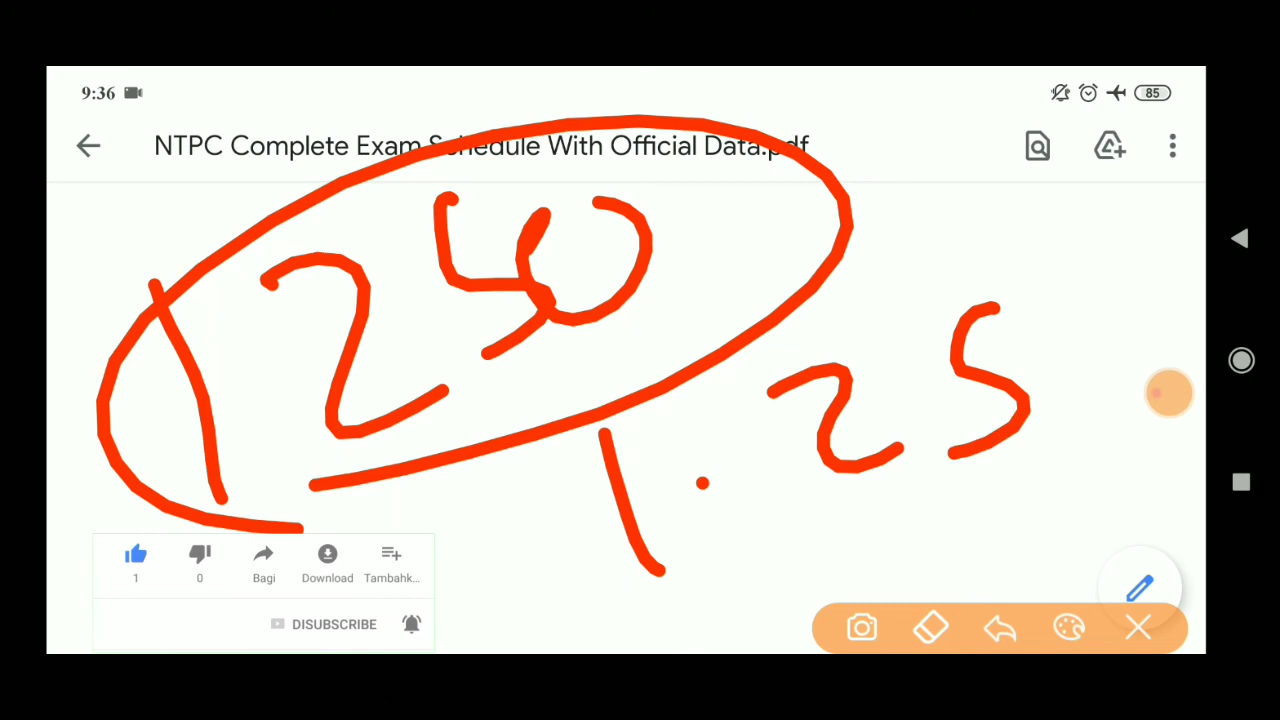 9:36 85
NTPC Complete Exam Schedule With Official Data.pdf
1250
1.25
1 0 Bagi Download Tambahk...
DISUBSCRIBE